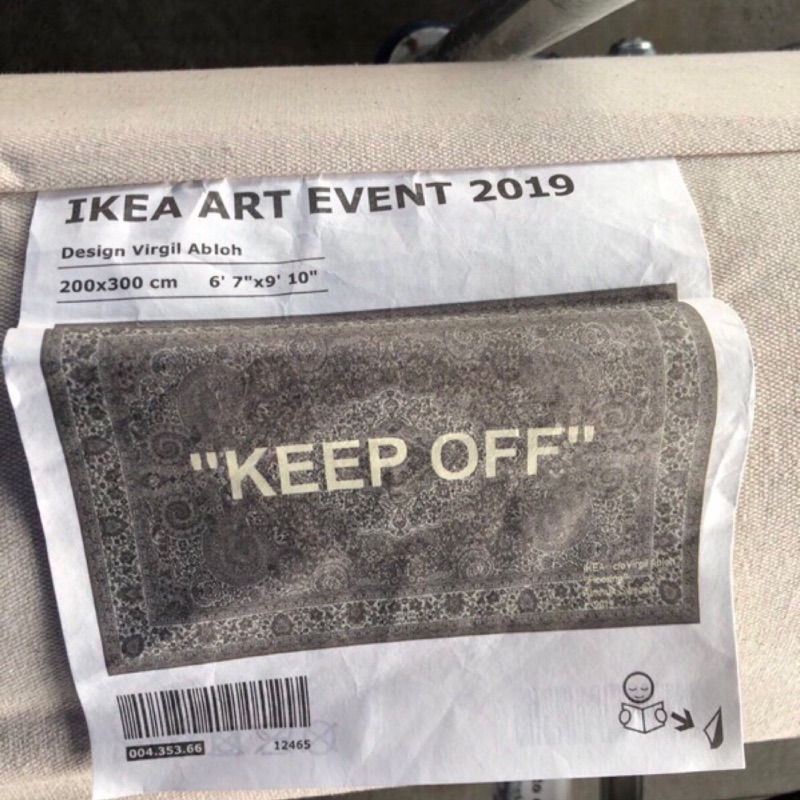 IKEA ART EVENT 2019
Design Virgil Abloh
200x300 cm 6' 7"x9' 10"
"KEEP OFF"
IKEA
004.353.66
12465